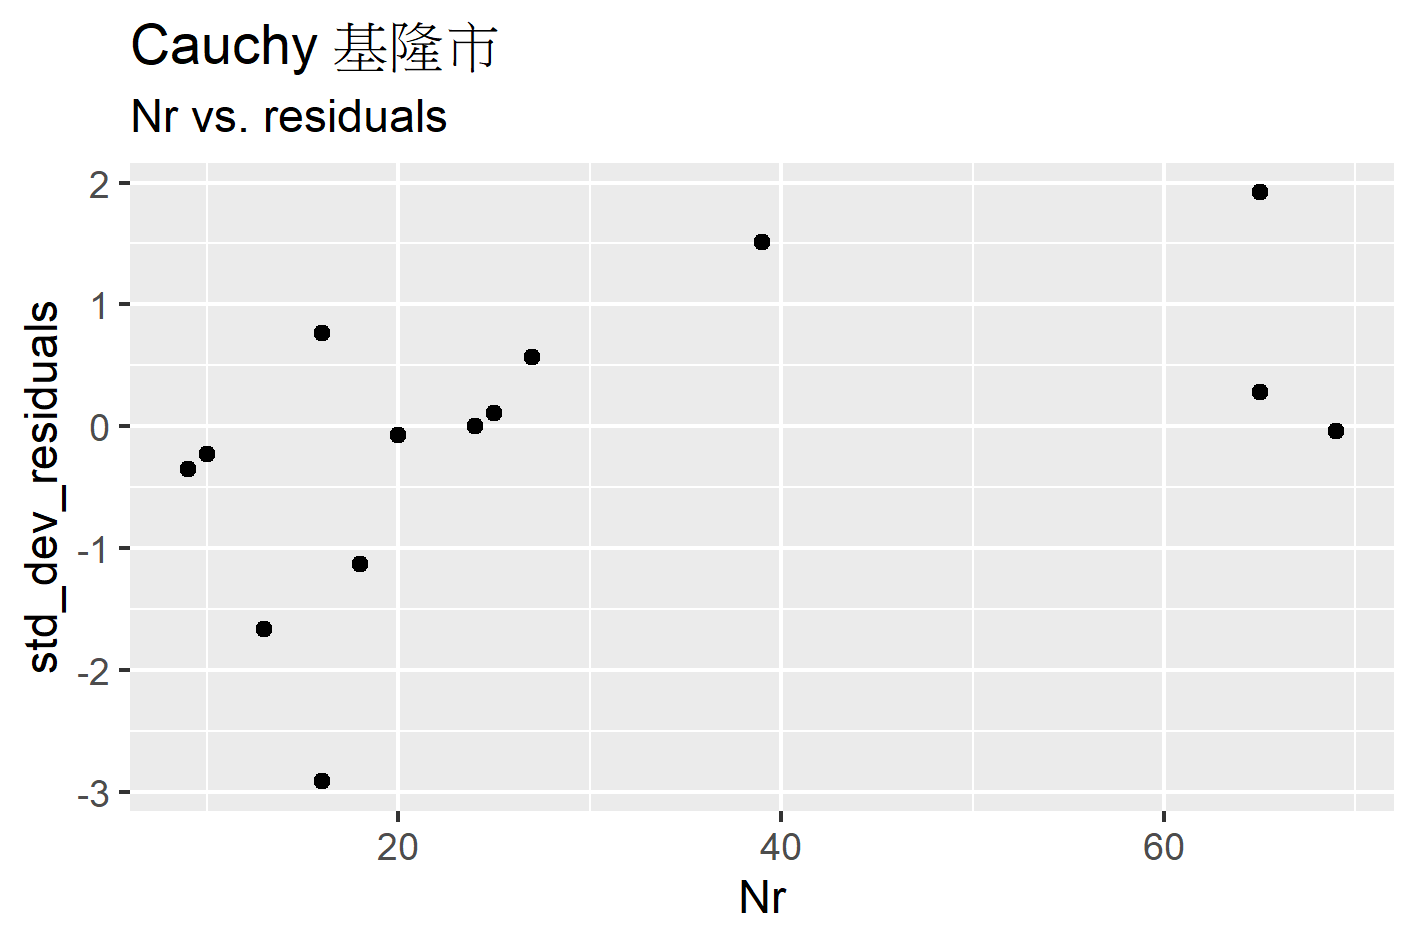 Cauchy 基隆市
Nr vs. residuals
2
1
0
-1
-2
-3
std_dev_residuals
20
40
60
Nr